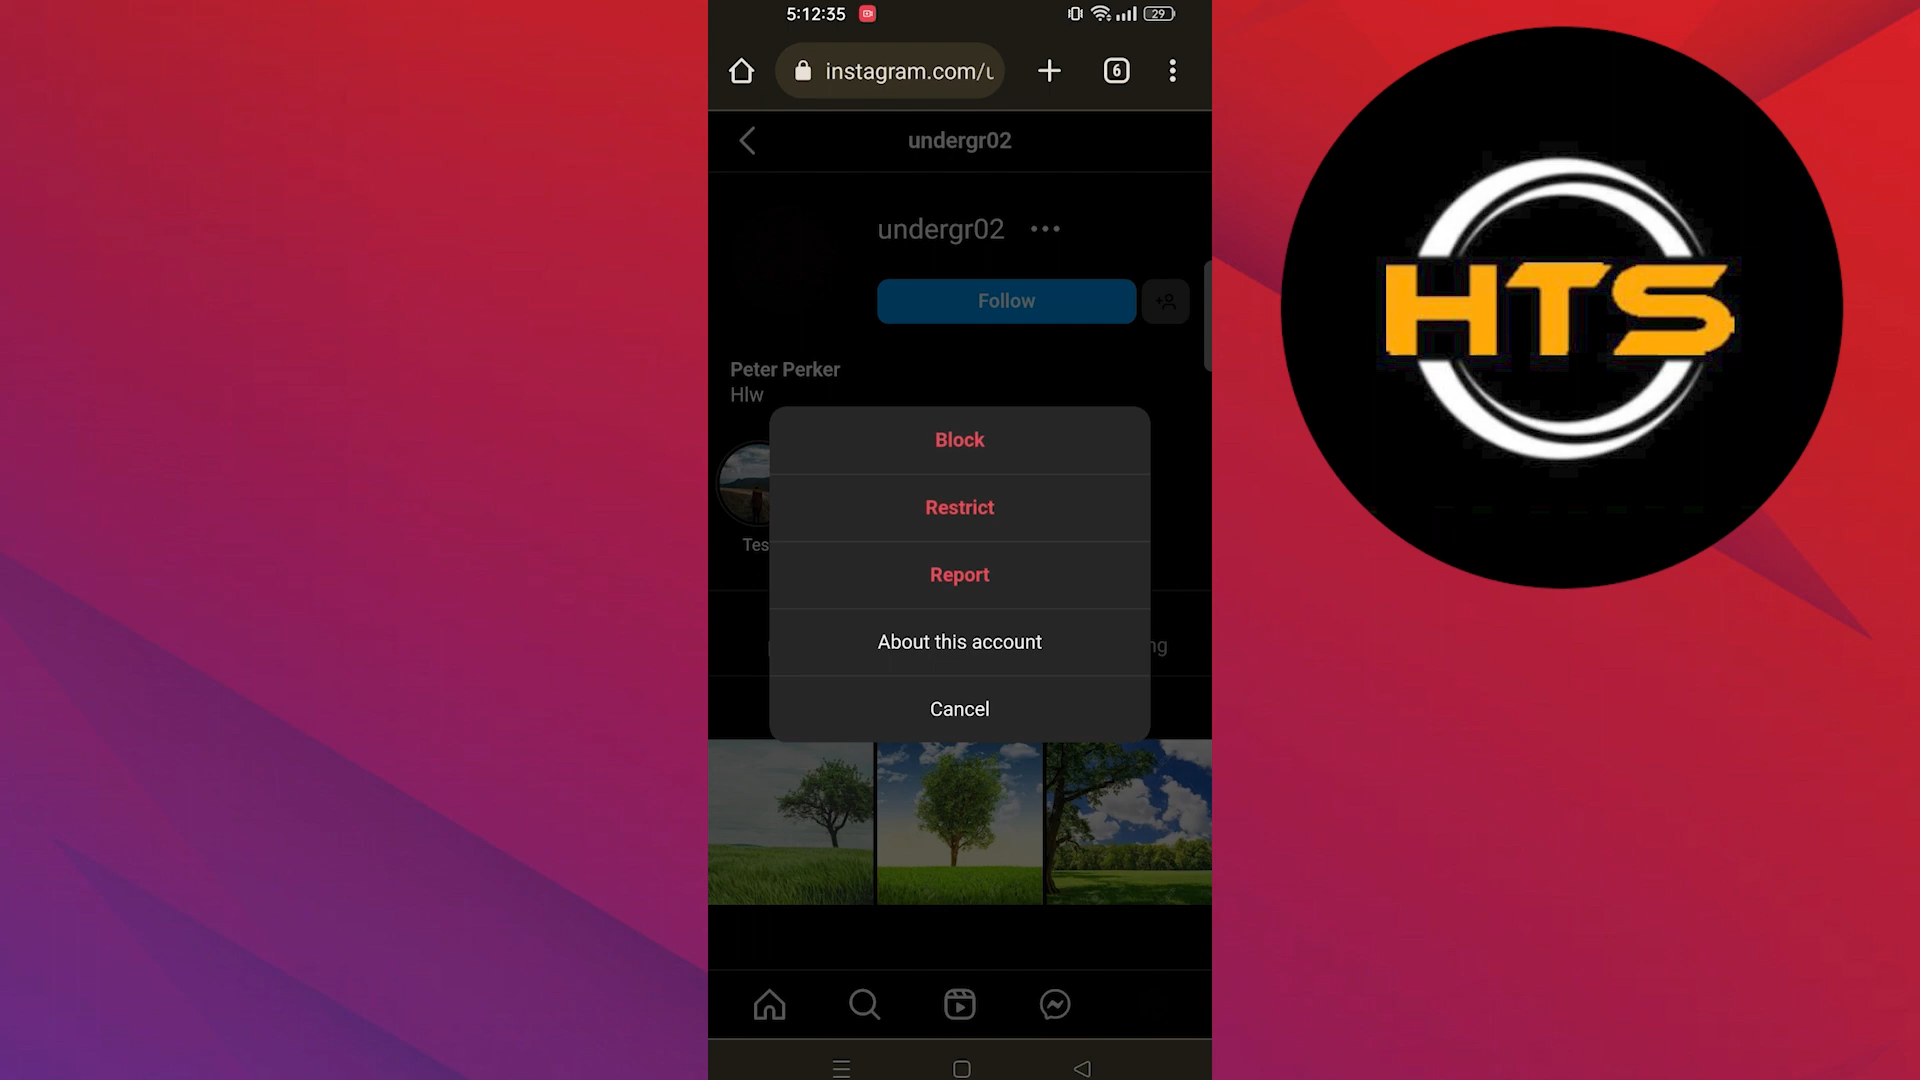 5:12:35
29
instagram.com/u
6
undergr02
undergr02
Follow
Peter Perker
Hlw
Block
Restrict
Report
About this account
Cancel
Tes
ng
HTS